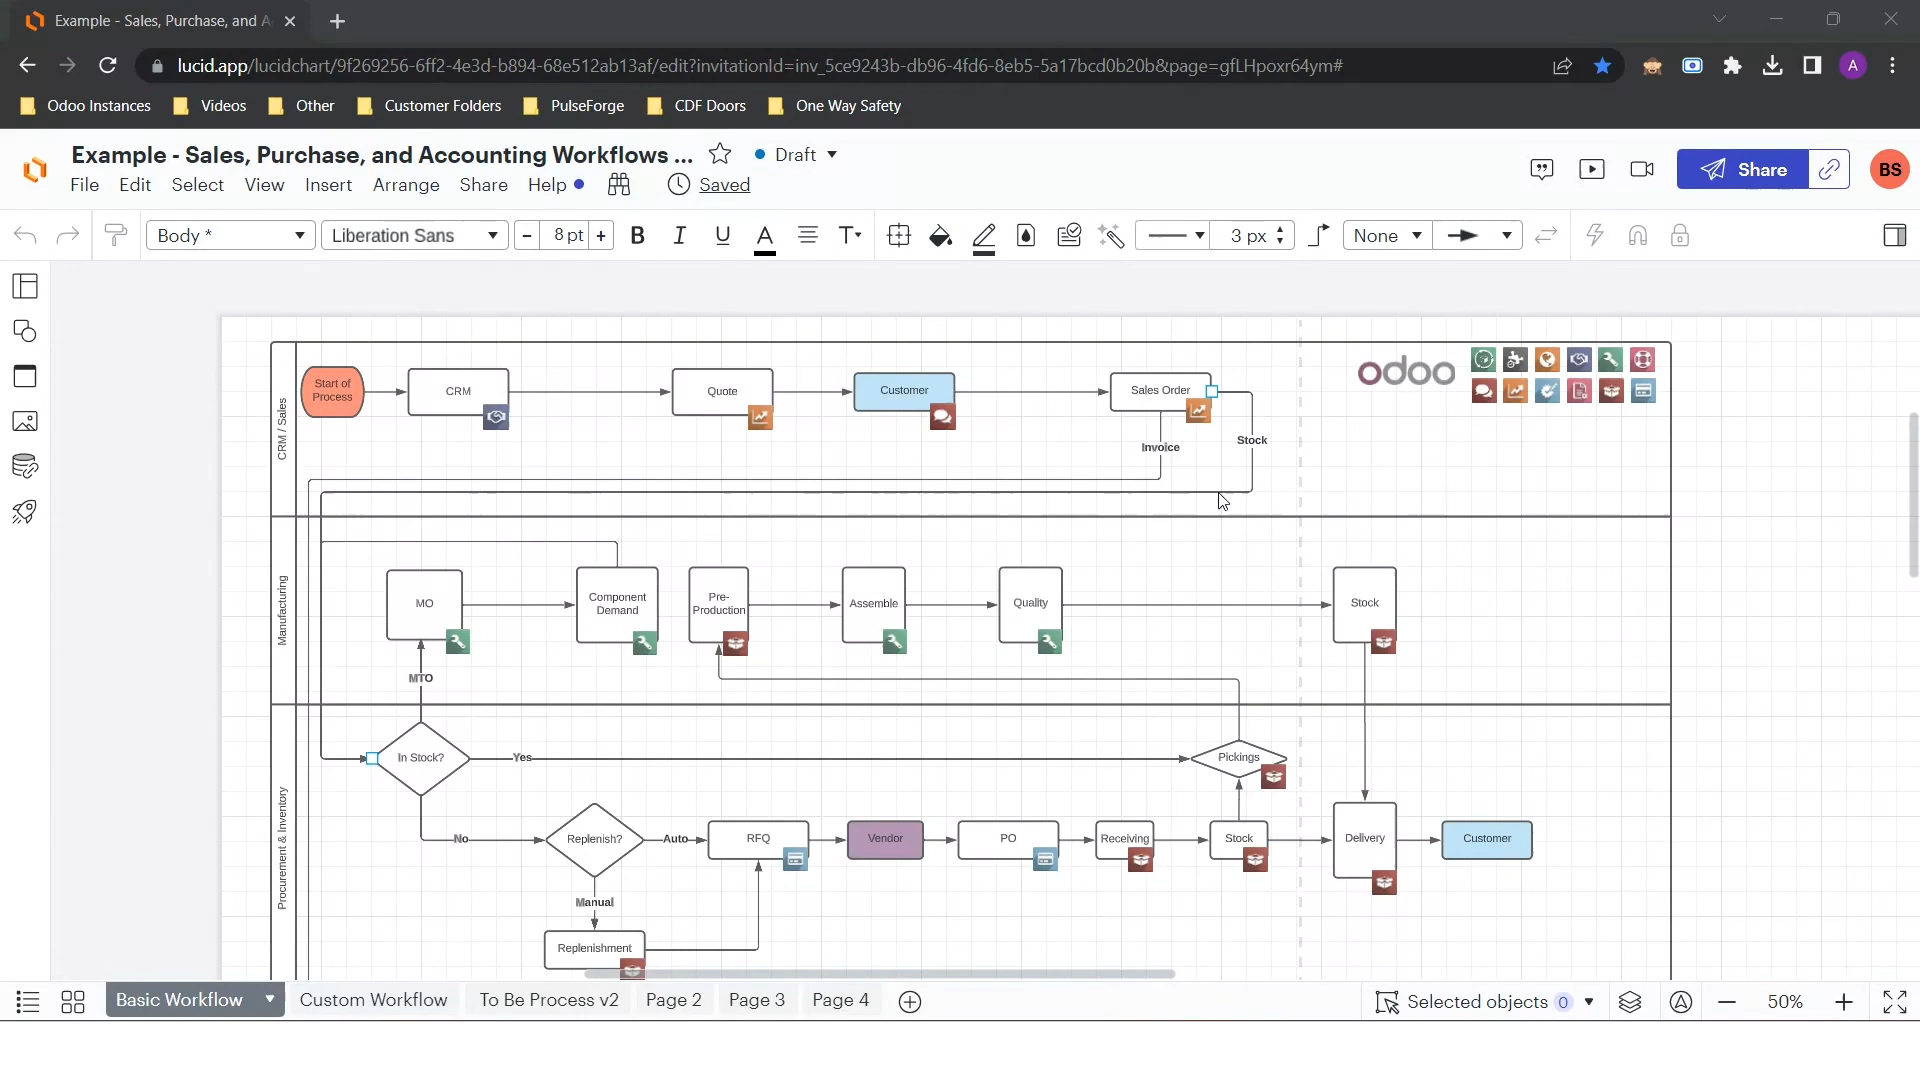 Example - Sales, Purchase, and A
lucid.app/lucidchart/9f269256-6ff2-4e3d-b894-68e512ab13af/edit?invitationId=inv_5ce9243b-db96-4fd6-8eb5-5a17bcd0b20b&page=gfLHpoxr64ym#
A
Odoo Instances
Videos
Other
Customer Folders
PulseForge
CDF Doors
One Way Safety
Example - Sales, Purchase, and Accounting Workflows ...
Draft
File
Edit
Select
View
Insert
Arrange
Share
Help
Saved
Share
BS
Body *
Liberation Sans
- 8 pt +
B
I
U
A
T
3 px
None
CRM / Sales
Start of
Process
CRM
Quote
Customer
Sales Order
odoo
Invoice
Stock
Manufacturing
MO
Component
Demand
Pre-
Production
Assemble
Quality
Stock
MTO
Procurement & Inventory
In Stock?
Yes
Pickings
No
Replenish?
Auto
RFQ
Vendor
PO
Receiving
Stock
Delivery
Customer
Manual
Replenishment
Basic Workflow
Custom Workflow
To Be Process v2
Page 2
Page 3
Page 4
Selected objects 0
50%